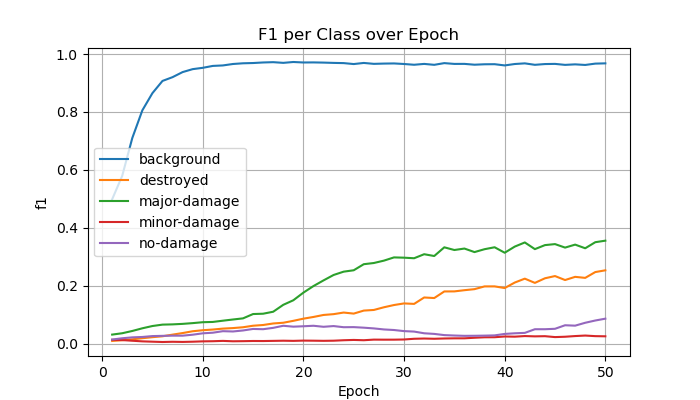 F1 per Class over Epoch
1.0
0.8
0.6
0.4
0.2
0.0
f1
background
destroyed
major-damage
minor-damage
no-damage
0 10 20 30 40 50
Epoch